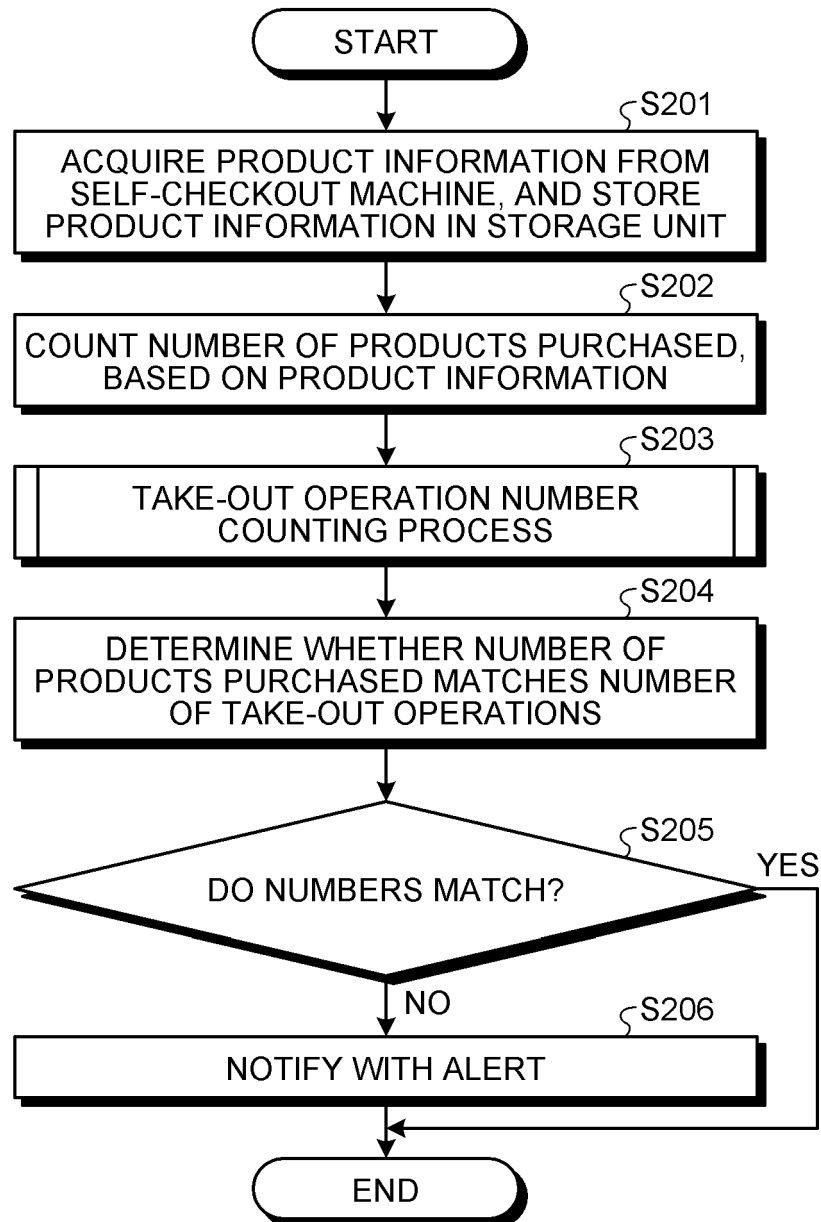 START
S201
ACQUIRE PRODUCT INFORMATION FROM
SELF-CHECKOUT MACHINE, AND STORE
PRODUCT INFORMATION IN STORAGE UNIT
S202
COUNT NUMBER OF PRODUCTS PURCHASED,
BASED ON PRODUCT INFORMATION
S203
TAKE-OUT OPERATION NUMBER
COUNTING PROCESS
S204
DETERMINE WHETHER NUMBER OF
PRODUCTS PURCHASED MATCHES NUMBER
OF TAKE-OUT OPERATIONS
S205
YES
DO NUMBERS MATCH?
NO
S206
NOTIFY WITH ALERT
END